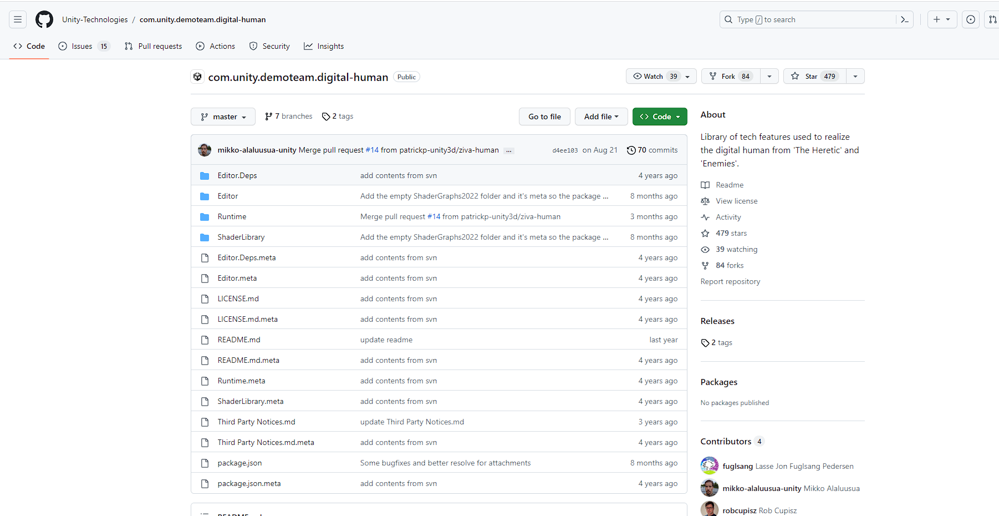 Unity-Technologies / com.unity.demoteam.digital-human
Type / to search
Code
Issues 15
Pull requests
Actions
Security
Insights
com.unity.demoteam.digital-human Public
Watch 39
Fork 84
Star 479
master
7 branches
2 tags
Go to file
Add file
Code
mikko-alaluusua-unity Merge pull request #14 from patrickp-unity3d/ziva-human ... d4ee103 on Aug 21 70 commits
Editor.Deps add contents from svn 4 years ago
Editor Add the empty ShaderGraphs2022 folder and it's meta so the package ... 8 months ago
Runtime Merge pull request #14 from patrickp-unity3d/ziva-human 3 months ago
ShaderLibrary Add the empty ShaderGraphs2022 folder and it's meta so the package ... 8 months ago
Editor.Deps.meta add contents from svn 4 years ago
Editor.meta add contents from svn 4 years ago
LICENSE.md add contents from svn 4 years ago
LICENSE.md.meta add contents from svn 4 years ago
README.md update readme last year
README.md.meta add contents from svn 4 years ago
Runtime.meta add contents from svn 4 years ago
ShaderLibrary.meta add contents from svn 4 years ago
Third Party Notices.md update Third Party Notices.md 3 years ago
Third Party Notices.md.meta add contents from svn 4 years ago
package.json Some bugfixes and better resolve for attachments 8 months ago
package.json.meta add contents from svn 4 years ago
About
Library of tech features used to realize
the digital human from 'The Heretic' and
'Enemies'.
Readme
View license
Activity
479 stars
39 watching
84 forks
Report repository
Releases
2 tags
Packages
No packages published
Contributors 4
fuglsang Lasse Jon Fuglsang Pedersen
mikko-alaluusua-unity Mikko Alaluusua
robcupisz Rob Cupisz